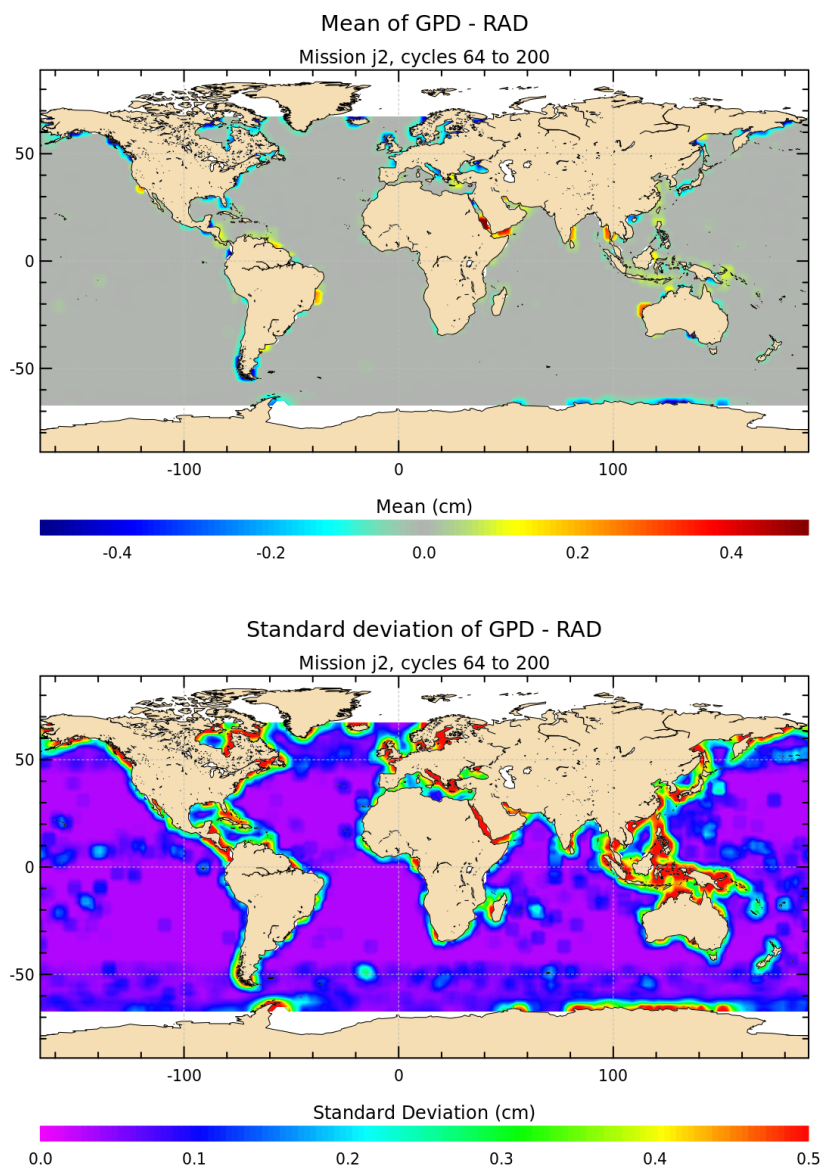 Mean of GPD - RAD
Mission j2, cycles 64 to 200
50
0
-50
-100 0 100
Mean (cm)
-0.4 -0.2 0.0 0.2 0.4
Standard deviation of GPD - RAD
Mission j2, cycles 64 to 200
50
0
-50
-100 0 100
Standard Deviation (cm)
0.0 0.1 0.2 0.3 0.4 0.5